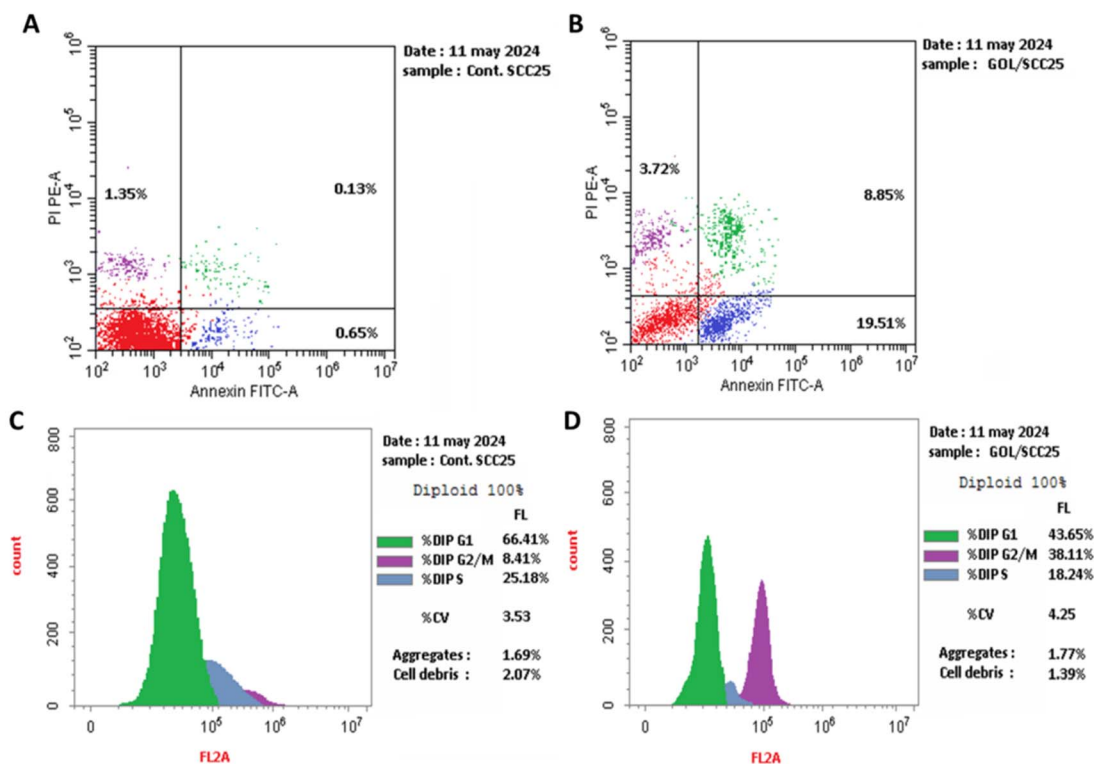 A
Date : 11 may 2024
sample : Cont. SCC25
10^6
10^5
10^4
10^3
10^2
PI PE-A
1.35%
0.13%
0.65%
10^2 10^3 10^4 10^5 10^6 10^7
Annexin FITC-A
B
Date : 11 may 2024
sample : GOL/SCC25
10^6
10^5
10^4
10^3
10^2
PI PE-A
3.72%
8.85%
19.51%
10^2 10^3 10^4 10^5 10^6 10^7
Annexin FITC-A
C
Date : 11 may 2024
sample : Cont. SCC25
Diploid 100%
FL
%DIP G1 66.41%
%DIP G2/M 8.41%
%DIP S 25.18%
%CV 3.53
Aggregates : 1.69%
Cell debris : 2.07%
800
600
400
200
0
count
0 10^5 10^6 10^7
FL2A
D
Date : 11 may 2024
sample : GOL/SCC25
Diploid 100%
FL
%DIP G1 43.65%
%DIP G2/M 38.11%
%DIP S 18.24%
%CV 4.25
Aggregates : 1.77%
Cell debris : 1.39%
800
600
400
200
0
count
0 10^5 10^6 10^7
FL2A